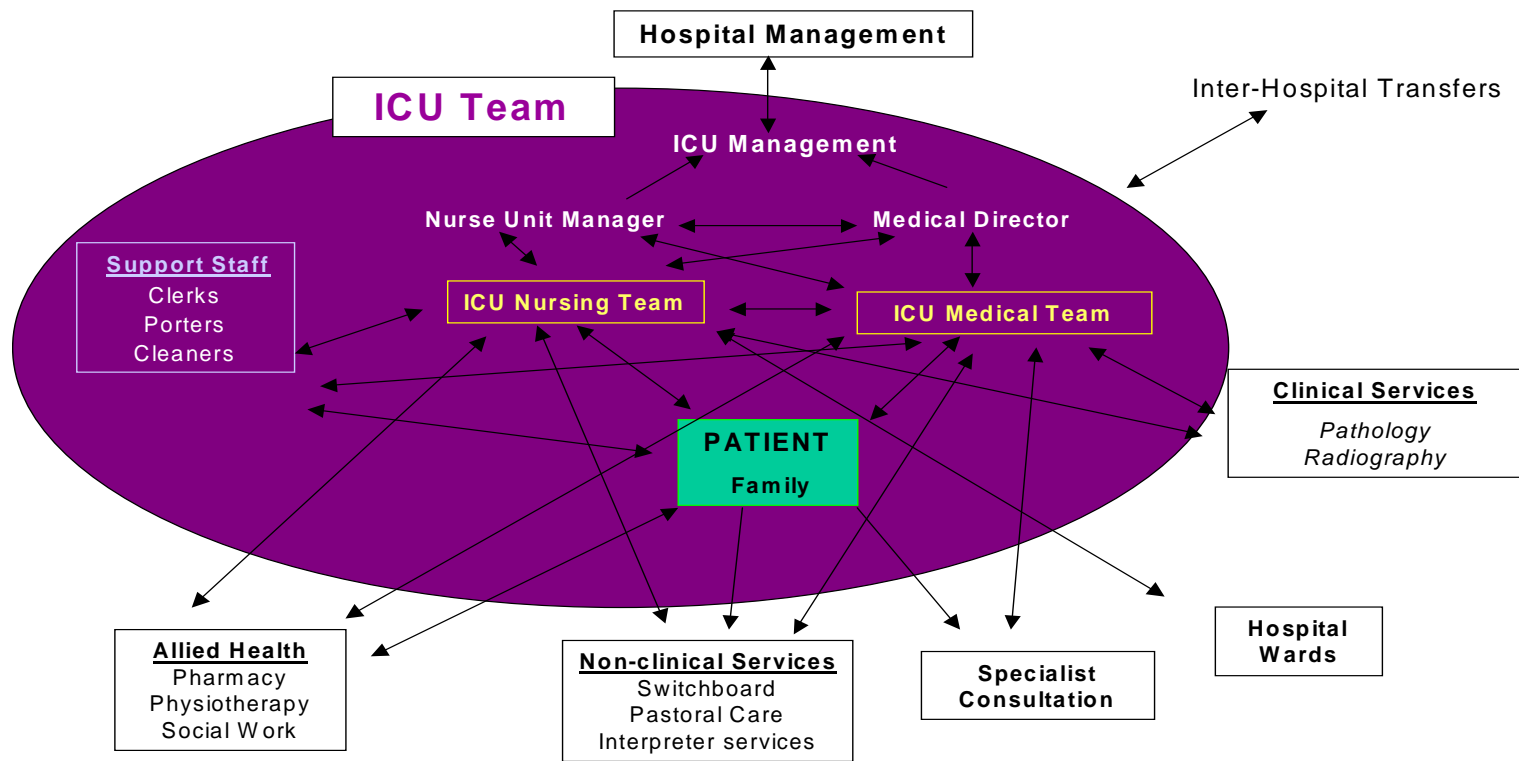 Hospital Management
ICU Team
Inter-Hospital Transfers
ICU Management
Nurse Unit Manager
Medical Director
Support Staff
Clerks
Porters
Cleaners
ICU Nursing Team
ICU Medical Team
Clinical Services
Pathology
Radiography
PATIENT
Family
Allied Health
Pharmacy
Physiotherapy
Social Work
Non-clinical Services
Switchboard
Pastoral Care
Interpreter services
Specialist
Consultation
Hospital
Wards